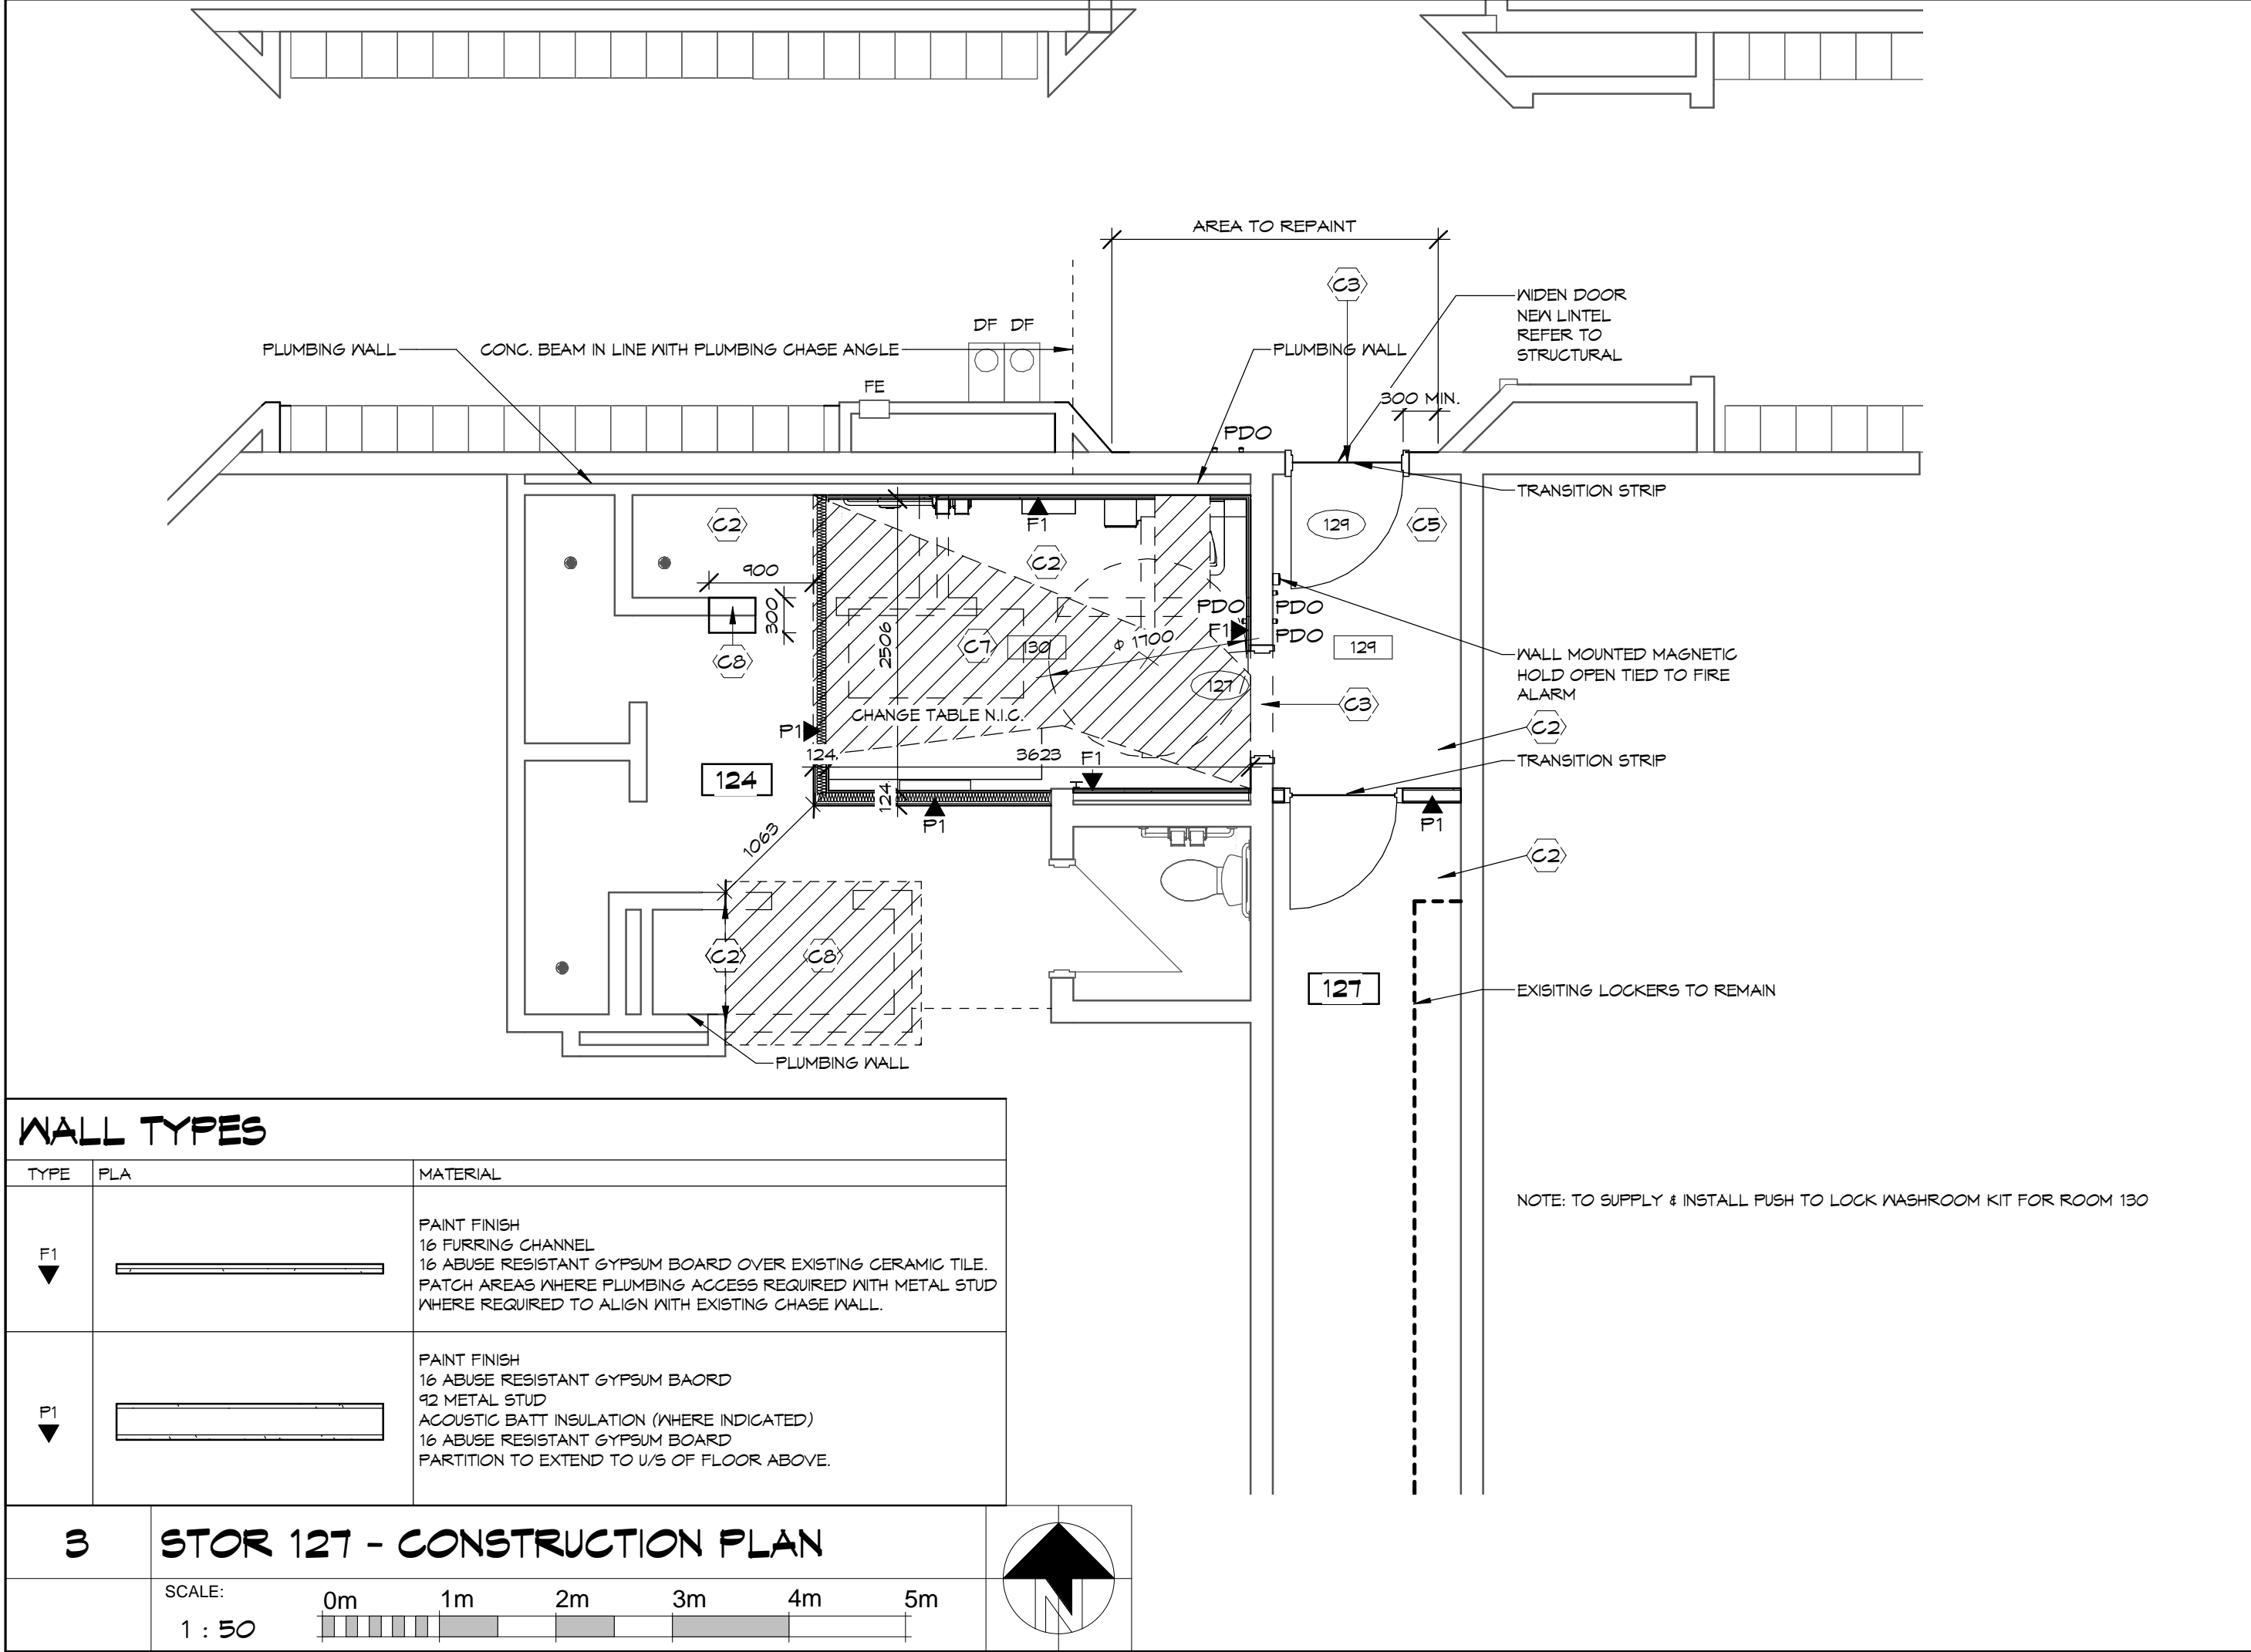 AREA TO REPAINT
C3
WIDEN DOOR
NEW LINTEL
REFER TO
STRUCTURAL
DF DF
PLUMBING WALL
CONC. BEAM IN LINE WITH PLUMBING CHASE ANGLE
PLUMBING WALL
FE
300 MIN.
PDO
TRANSITION STRIP
C2
F1
129
C5
C2
900
300
2506
PDO
PDO
F1
PDO
C8
C7
130
Φ 1700
129
WALL MOUNTED MAGNETIC
HOLD OPEN TIED TO FIRE
ALARM
127
C3
CHANGE TABLE N.I.C.
P1
C2
124
3623
F1
TRANSITION STRIP
124
124
P1
P1
1063
C2
C2
C8
127
EXISITING LOCKERS TO REMAIN
PLUMBING WALL
WALL TYPES
TYPE
PLA
MATERIAL
F1
PAINT FINISH
16 FURRING CHANNEL
16 ABUSE RESISTANT GYPSUM BOARD OVER EXISTING CERAMIC TILE.
PATCH AREAS WHERE PLUMBING ACCESS REQUIRED WITH METAL STUD
WHERE REQUIRED TO ALIGN WITH EXISTING CHASE WALL.
P1
PAINT FINISH
16 ABUSE RESISTANT GYPSUM BAORD
92 METAL STUD
ACOUSTIC BATT INSULATION (WHERE INDICATED)
16 ABUSE RESISTANT GYPSUM BOARD
PARTITION TO EXTEND TO U/S OF FLOOR ABOVE.
NOTE: TO SUPPLY & INSTALL PUSH TO LOCK WASHROOM KIT FOR ROOM 130
3
STOR 127 - CONSTRUCTION PLAN
SCALE:
1 : 50
0m 1m 2m 3m 4m 5m
N